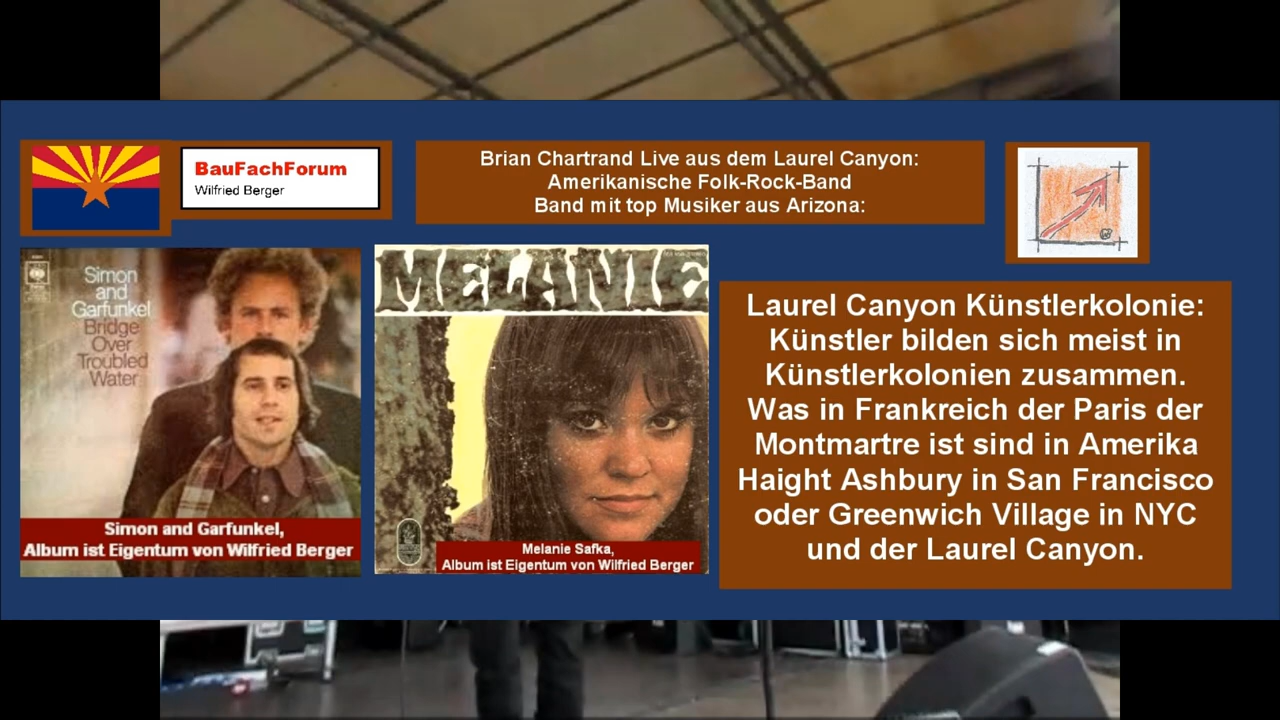 BauFachForum
Wilfried Berger
Brian Chartrand Live aus dem Laurel Canyon:
Amerikanische Folk-Rock-Band
Band mit top Musiker aus Arizona:
Simon
and
Garfunkel
Bridge
Over
Troubled
Water
Simon and Garfunkel,
Album ist Eigentum von Wilfried Berger
MELANIE
Melanie Safka,
Album ist Eigentum von Wilfried Berger
Laurel Canyon Künstlerkolonie:
Künstler bilden sich meist in
Künstlerkolonien zusammen.
Was in Frankreich der Paris der
Montmartre ist sind in Amerika
Haight Ashbury in San Francisco
oder Greenwich Village in NYC
und der Laurel Canyon.